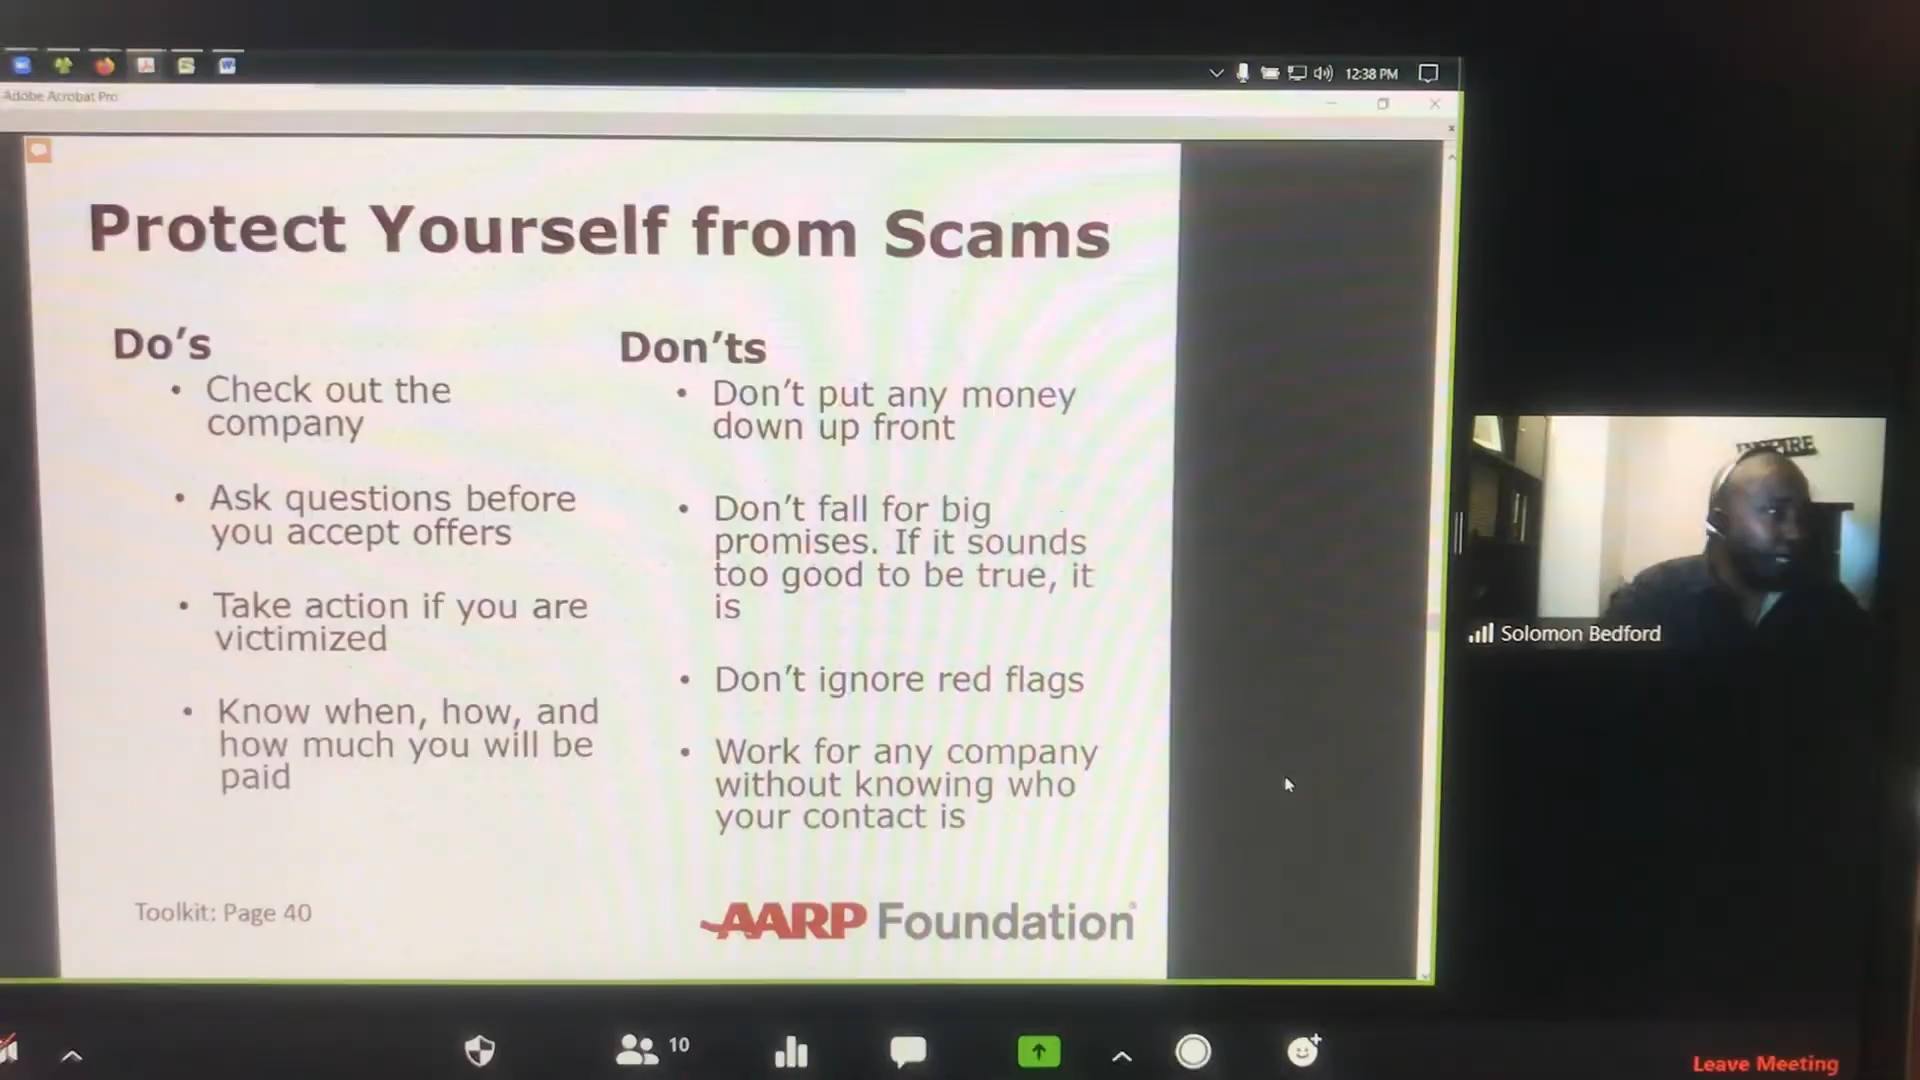 12:38 PM
Adobe Acrobat Pro
Protect Yourself from Scams
Do's
• Check out the
company
• Ask questions before
you accept offers
• Take action if you are
victimized
• Know when, how, and
how much you will be
paid
Don'ts
• Don't put any money
down up front
• Don't fall for big
promises. If it sounds
too good to be true, it
is
• Don't ignore red flags
• Work for any company
without knowing who
your contact is
Toolkit: Page 40
AARP Foundation
INSPIRE
Solomon Bedford
10
Leave Meeting